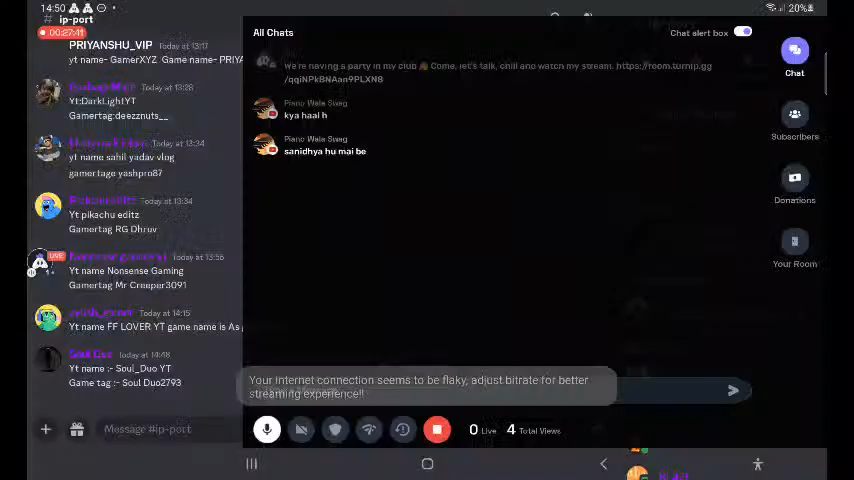 14:50
20%
# ip-port
00:27:41
PRIYANSHU_VIP Today at 13:17
yt name- GamerXYZ Game name- PRIYA
Today at 13:28
Yt:DarkLightYT
Gamertag:deezznuts__
Today at 13:34
yt name sahil yadav vlog
gamertage yashpro87
Today at 13:34
Yt pikachu editz
Gamertag RG Dhruv
LIVE
Today at 13:56
Yt name Nonsense Gaming
Gamertag Mr Creeper3091
Today at 14:15
Yt name FF LOVER YT game name is As
Soul Duo Today at 14:48
Yt name :- Soul_Duo YT
Game tag :- Soul Duo2793
Message #ip-port
All Chats
Chat alert box
We're having a party in my club Come, let's talk, chill and watch my stream. https://room.turnip.gg
Piano Wala Swag
kya haai h
Piano Wala Swag
sanidhya hu mai be
Chat
Subscribers
Donations
Your Room
Your Internet connection seems to be flaky, adjust bitrate for better
streaming experience!!
0 Live 4 Total Views